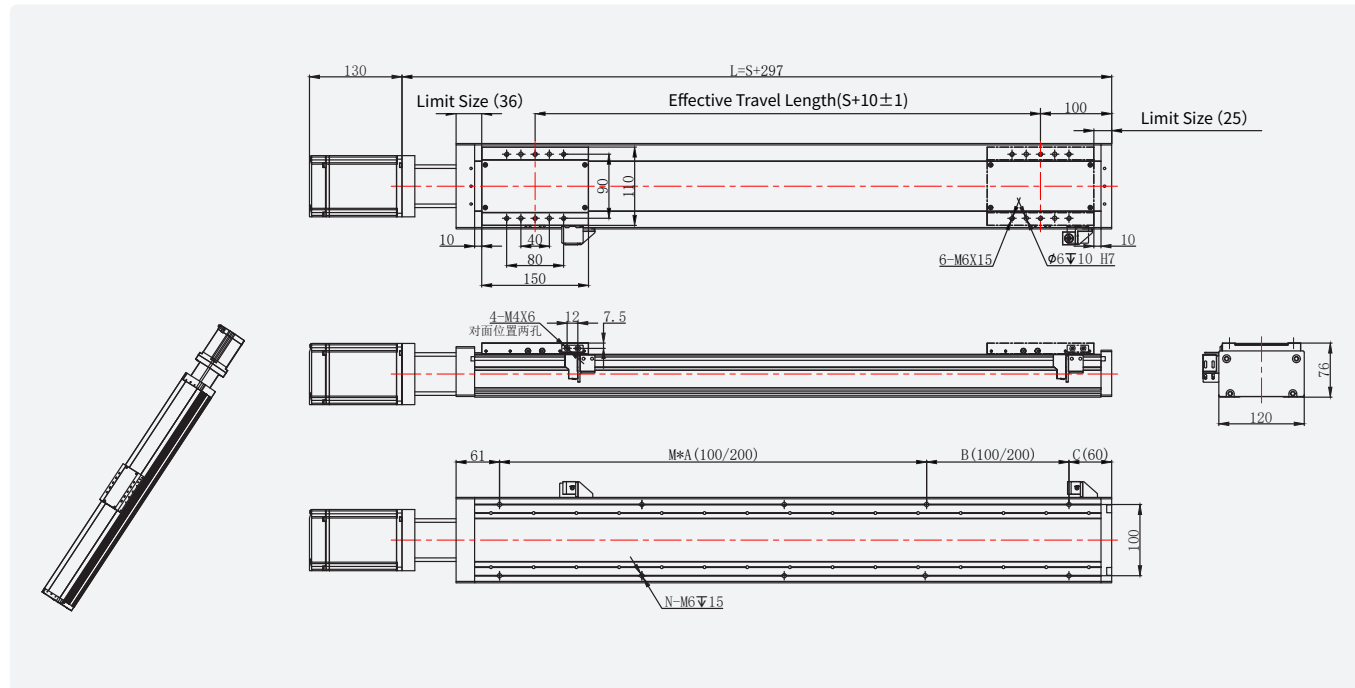 130
L=S+297
Limit Size (36)
Effective Travel Length(S+10±1)
100
Limit Size (25)
90
110
10
40
80
150
6-M6X15
ϕ6↧10 H7
10
4-M4X6
对面位置两孔
12
7.5
76
120
61
M*A(100/200)
B(100/200)
C(60)
100
N-M6↧15